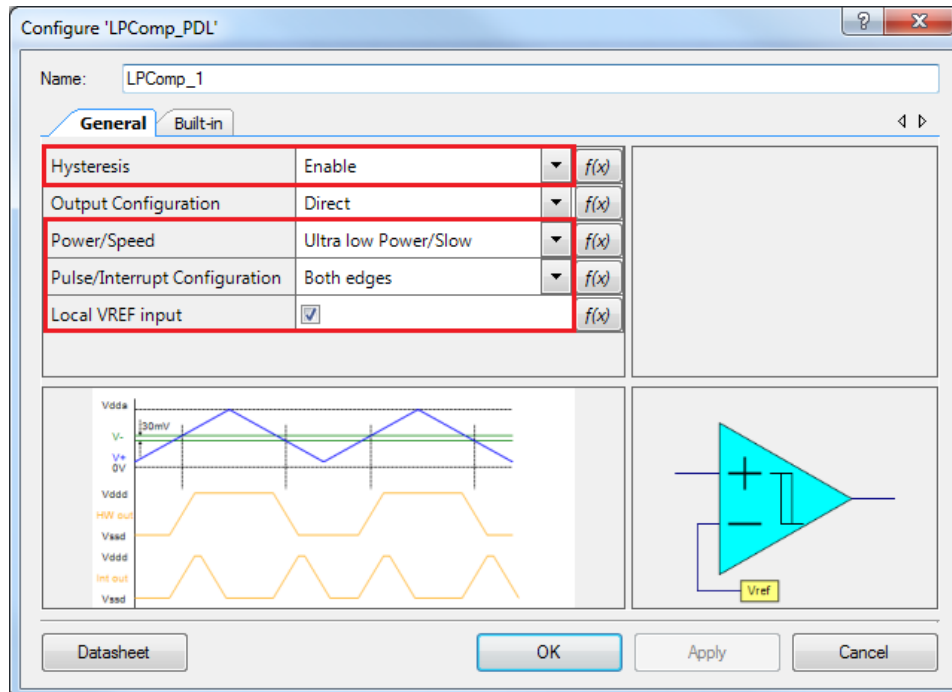 Configure 'LPComp_PDL'
Name: LPComp_1
General Built-in
Hysteresis Enable f(x)
Output Configuration Direct f(x)
Power/Speed Ultra low Power/Slow f(x)
Pulse/Interrupt Configuration Both edges f(x)
Local VREF input f(x)
Vdda
30mV
V-
V+
0V
Vddd
HW out
Vssd
Vddd
Int out
Vssd
Vref
Datasheet OK Apply Cancel